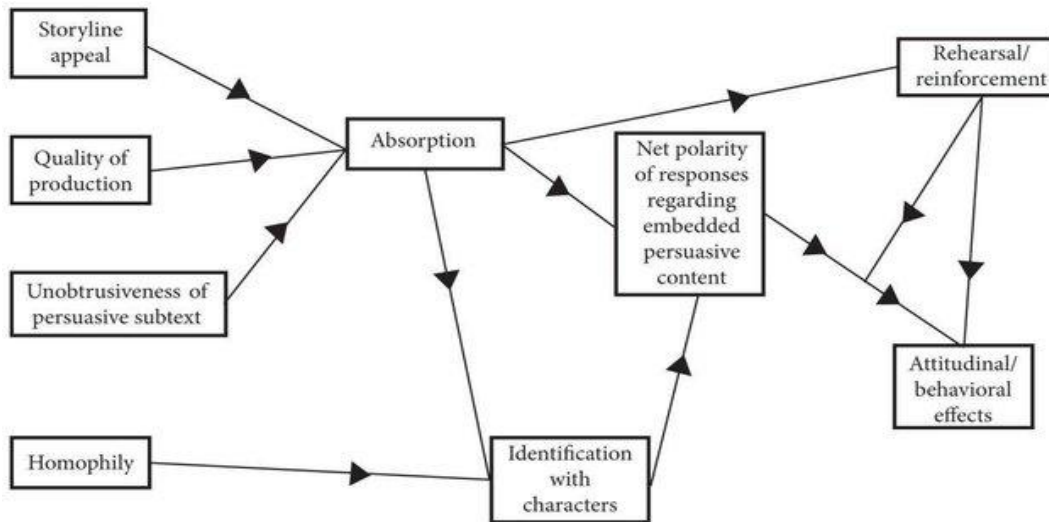 Storyline
appeal
Quality of
production
Unobtrusiveness of
persuasive subtext
Homophily
Absorption
Identification
with
characters
Net polarity
of responses
regarding
embedded
persuasive
content
Rehearsal/
reinforcement
Attitudinal/
behavioral
effects